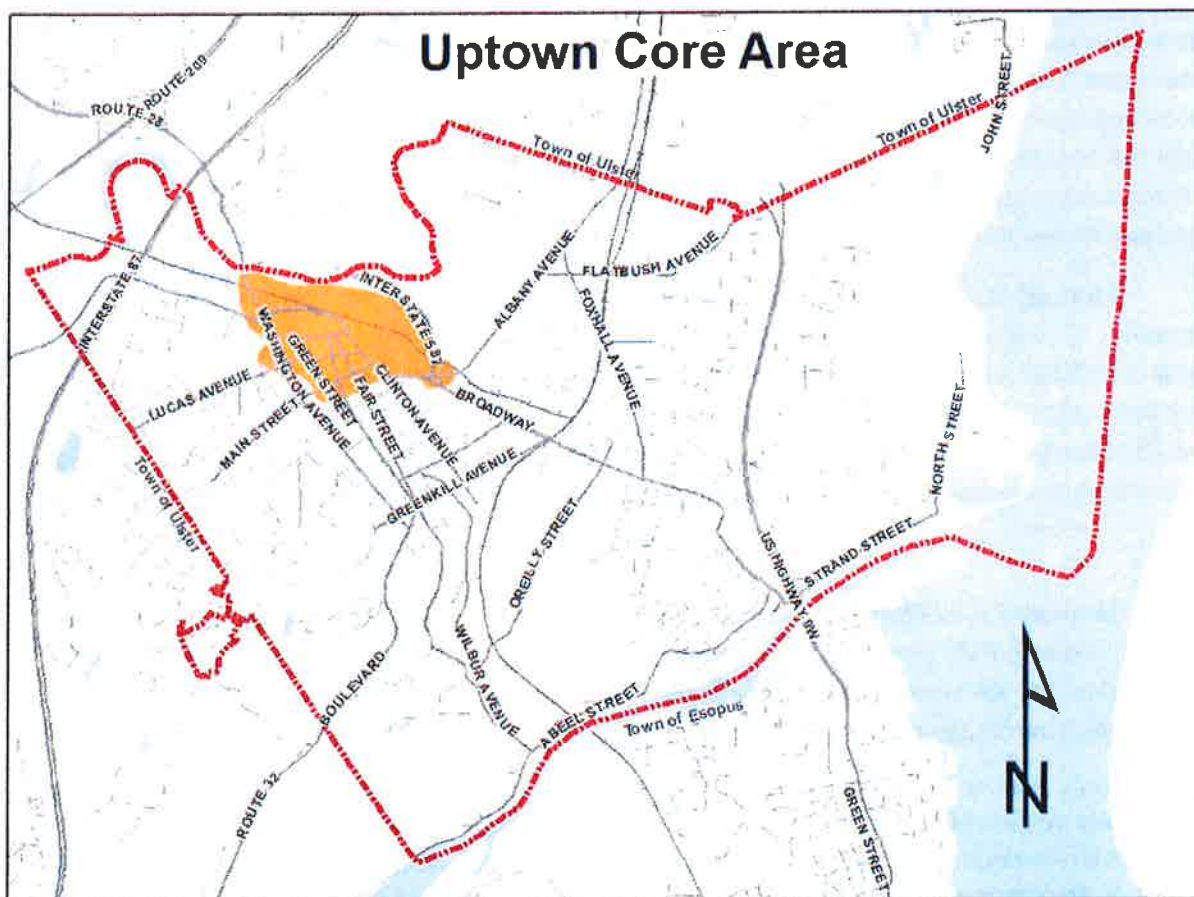 Uptown Core Area
ROUTE ROUTE 209
ROUTE 28
JOHN STREET
Town of Ulster
Town of Ulster
INTERSTATE 87
ALBANY AVENUE
FLATBUSH AVENUE
INTERSTATE 587
FOXHALL AVENUE
WASHINGTON AVENUE
GREEN STREET
FAIR STREET
CLINTON AVENUE
BROADWAY
LUCAS AVENUE
MAIN STREET
NORTH STREET
Town of Ulster
GREENKILL AVENUE
OREILLY STREET
US HIGHWAY 9W
STRAND STREET
BOULEVARD
WILBUR AVENUE
ABEEL STREET
Town of Esopus
ROUTE 32
GREEN STREET
N